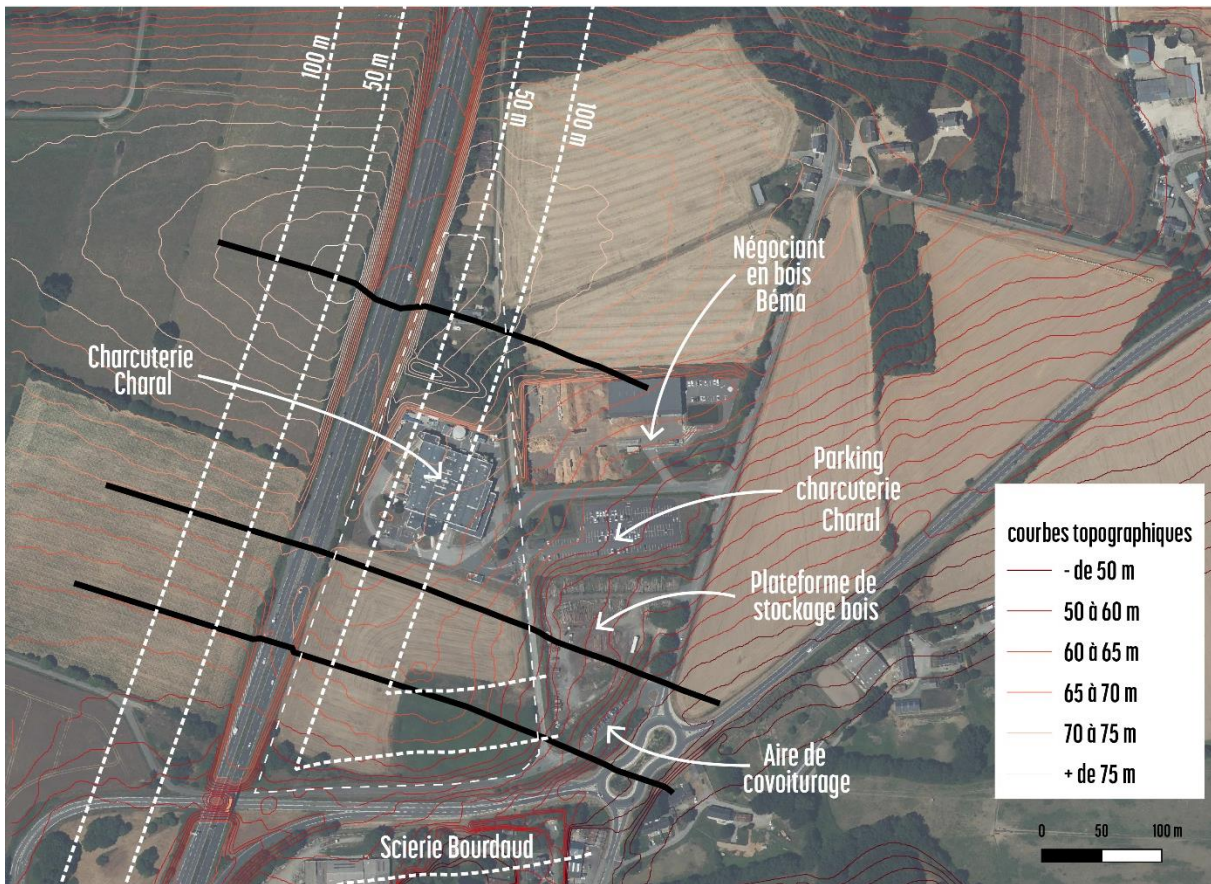 100 m
50 m
50 m
100 m
Négociant
en bois
Béma
Charcuterie
Charal
Parking
charcuterie
Charal
Plateforme de
stockage bois
Aire de
covoiturage
Scierie Bourdaud
courbes topographiques
- de 50 m
50 à 60 m
60 à 65 m
65 à 70 m
70 à 75 m
+ de 75 m
0 50 100 m